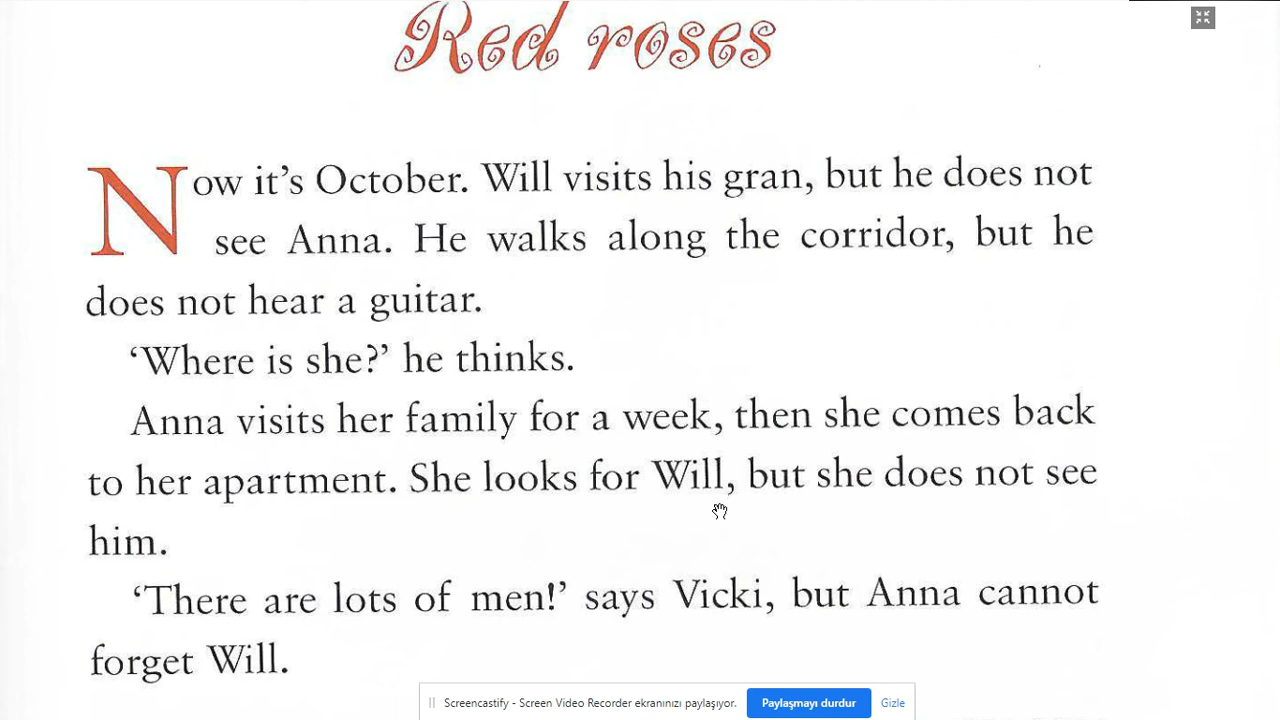 Red roses
Now it's October. Will visits his gran, but he does not
see Anna. He walks along the corridor, but he
does not hear a guitar.
‘Where is she?’ he thinks.
Anna visits her family for a week, then she comes back
to her apartment. She looks for Will, but she does not see
him.
‘There are lots of men!’ says Vicki, but Anna cannot
forget Will.
Screencastify - Screen Video Recorder ekranınızı paylaşıyor. Paylaşmayı durdur Gizle